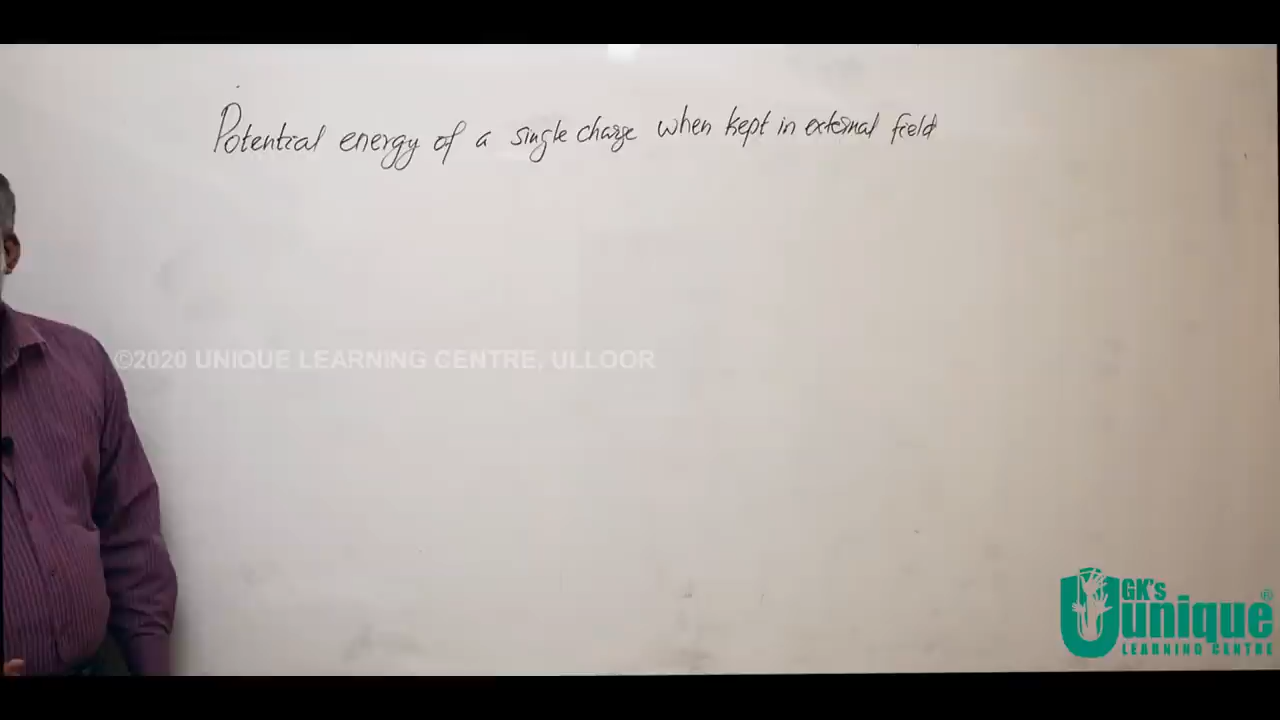 Potential energy of a single charge when kept in external field
©2020 UNIQUE LEARNING CENTRE, ULLOOR
GK's
unique®
LEARNING CENTRE